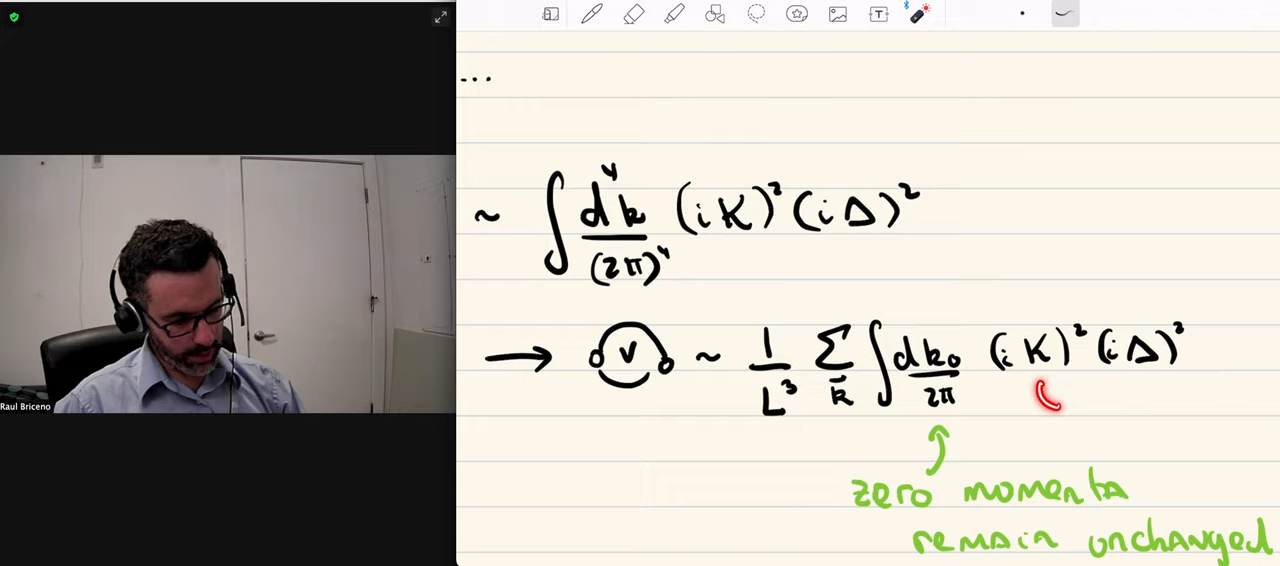 ...
~ ∫ d⁴k/(2π)⁴ (iK)² (iΔ)²
→ V ~ 1/L³ Σ_k⃗ ∫ dk₀/2π (iK)² (iΔ)²
zero momenta
remain unchanged
Raul Briceno
T